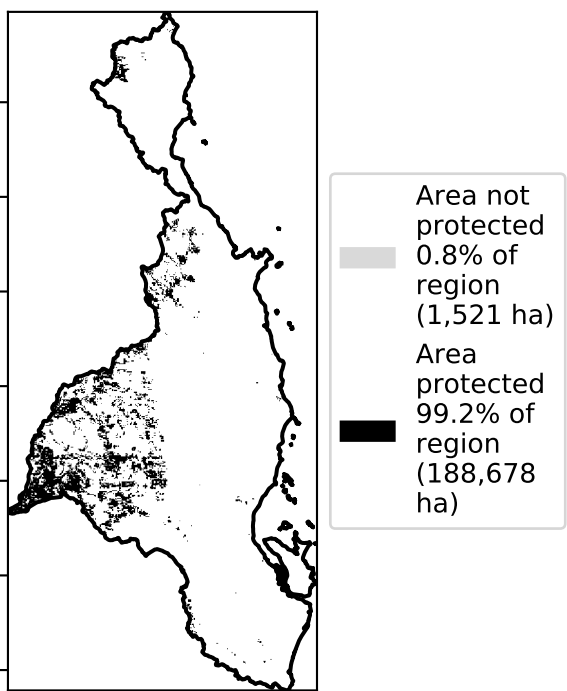 Area not
protected
0.8% of
region
(1,521 ha)
Area
protected
99.2% of
region
(188,678
ha)